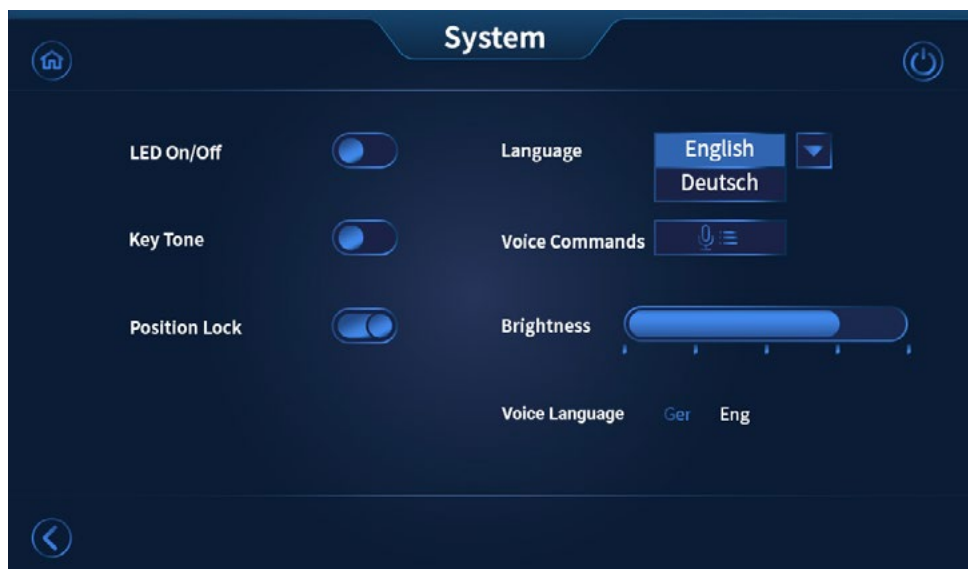 System
LED On/Off
Key Tone
Position Lock
Language
English
Deutsch
Voice Commands
Brightness
Voice Language
Ger Eng